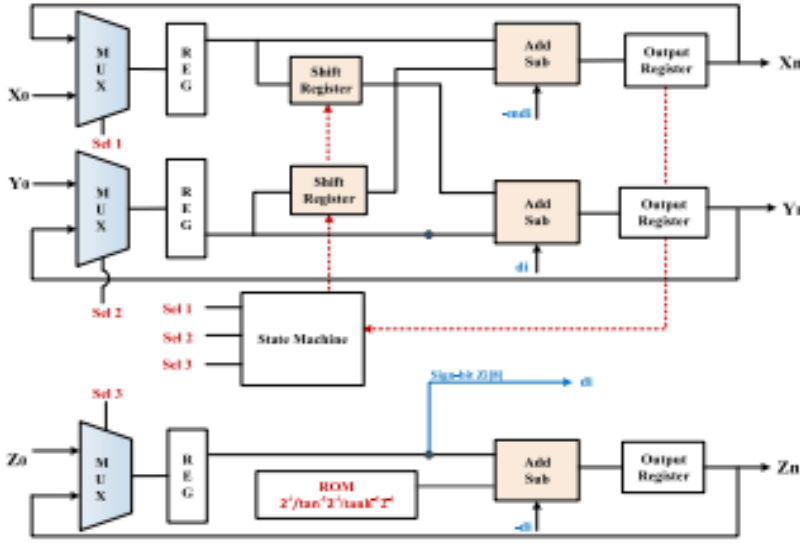 MUX
REG
Shift
Register
Add
Sub
Output
Register
Xn
X0
Sel 1
-mdi
Y0
MUX
REG
Shift
Register
Add
Sub
Output
Register
di
Sel 2
Sel 1
Sel 2
Sel 3
State Machine
Sel 3
Sign-bit Zi[n]
di
Z0
MUX
REG
ROM
Add
Sub
Output
Register
Zn
-di